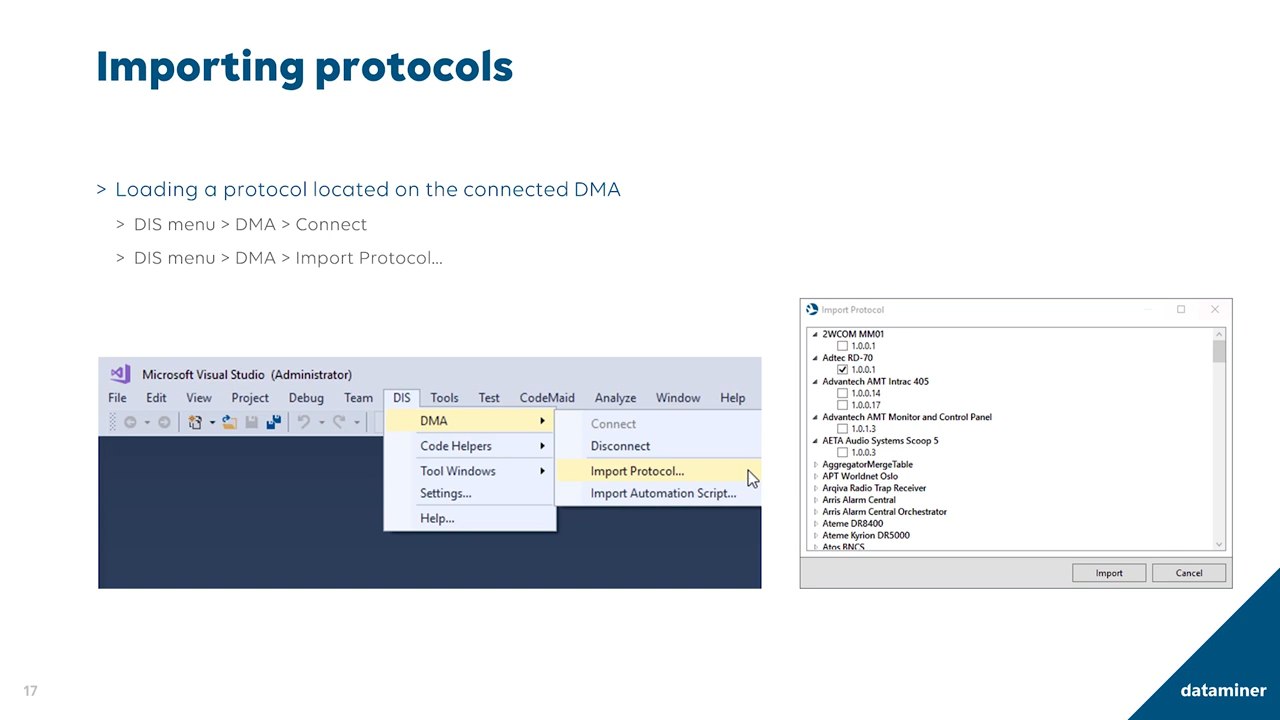 Importing protocols
> Loading a protocol located on the connected DMA
> DIS menu > DMA > Connect
> DIS menu > DMA > Import Protocol...
Microsoft Visual Studio (Administrator)
File Edit View Project Debug Team DIS Tools Test CodeMaid Analyze Window Help
DMA
Code Helpers
Tool Windows
Settings...
Help...
Connect
Disconnect
Import Protocol...
Import Automation Script...
Import Protocol
2WCOM MM01
1.0.0.1
Adtec RD-70
1.0.0.1
Advantech AMT Intrac 405
1.0.0.14
1.0.0.17
Advantech AMT Monitor and Control Panel
1.0.1.3
AETA Audio Systems Scoop 5
1.0.0.3
AggregatorMergeTable
APT Worldnet Oslo
Arqiva Radio Trap Receiver
Arris Alarm Central
Arris Alarm Central Orchestrator
Ateme DR8400
Ateme Kyrion DR5000
Atos BNCS
Import Cancel
17
dataminer